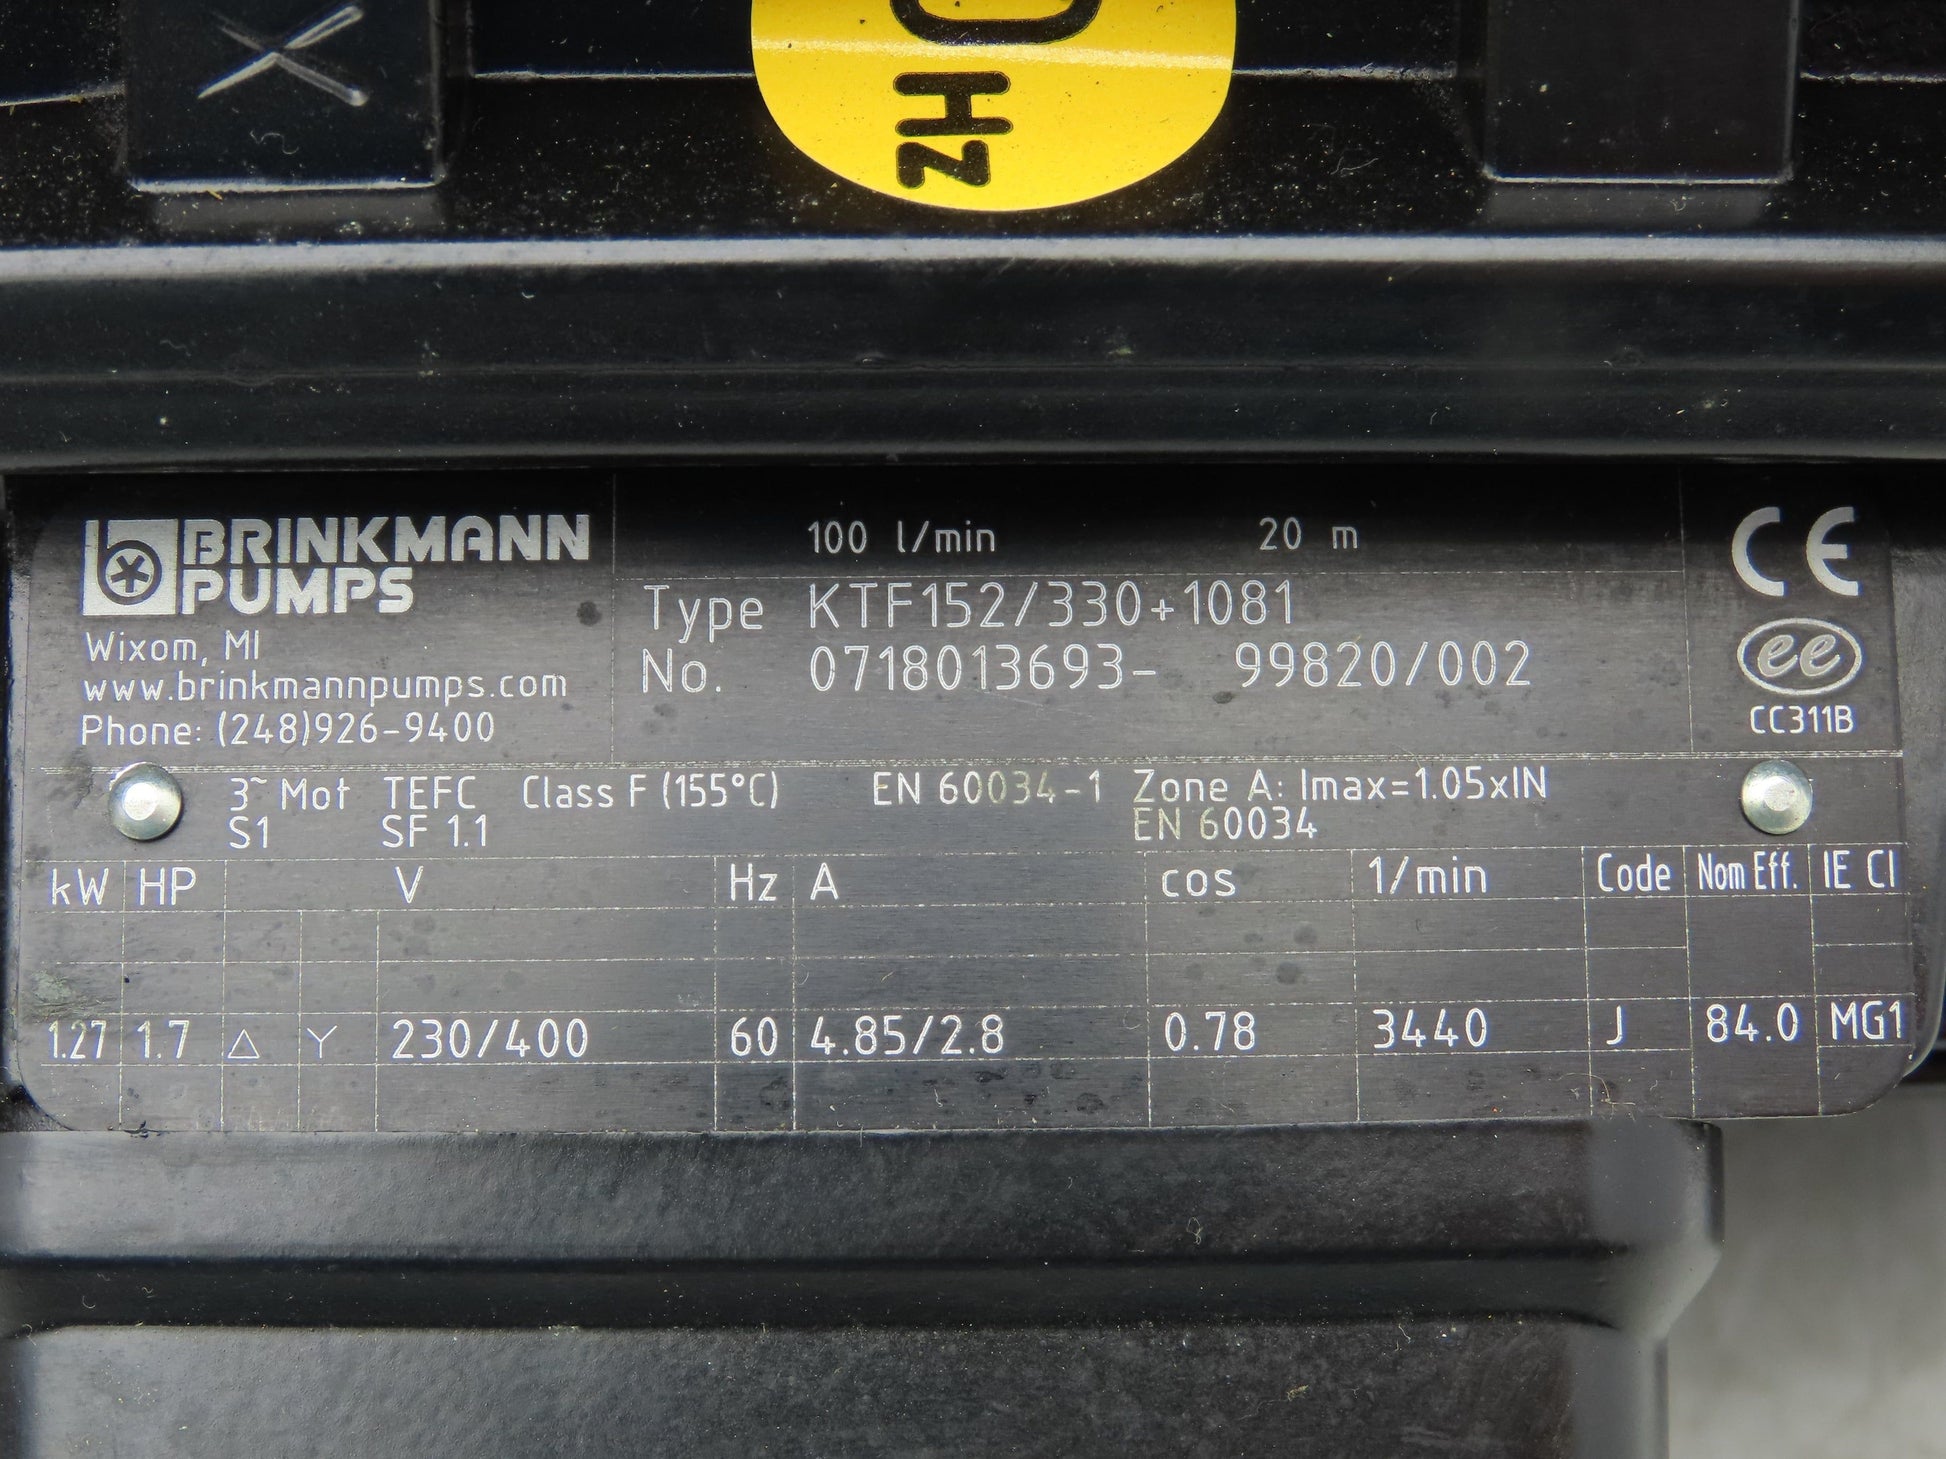 0Hz
BRINKMANN
PUMPS
Wixom, MI
www.brinkmannpumps.com
Phone: (248)926-9400
100 l/min 20 m
Type KTF152/330+1081
No. 0718013693- 99820/002
CE
ee
CC311B
3~ Mot TEFC Class F (155°C) EN 60034-1 Zone A: Imax=1.05xIN
S1 SF 1.1 EN 60034
kW HP V Hz A cos 1/min Code Nom Eff. IE CI
1.27 1.7 △ Y 230/400 60 4.85/2.8 0.78 3440 J 84.0 MG1